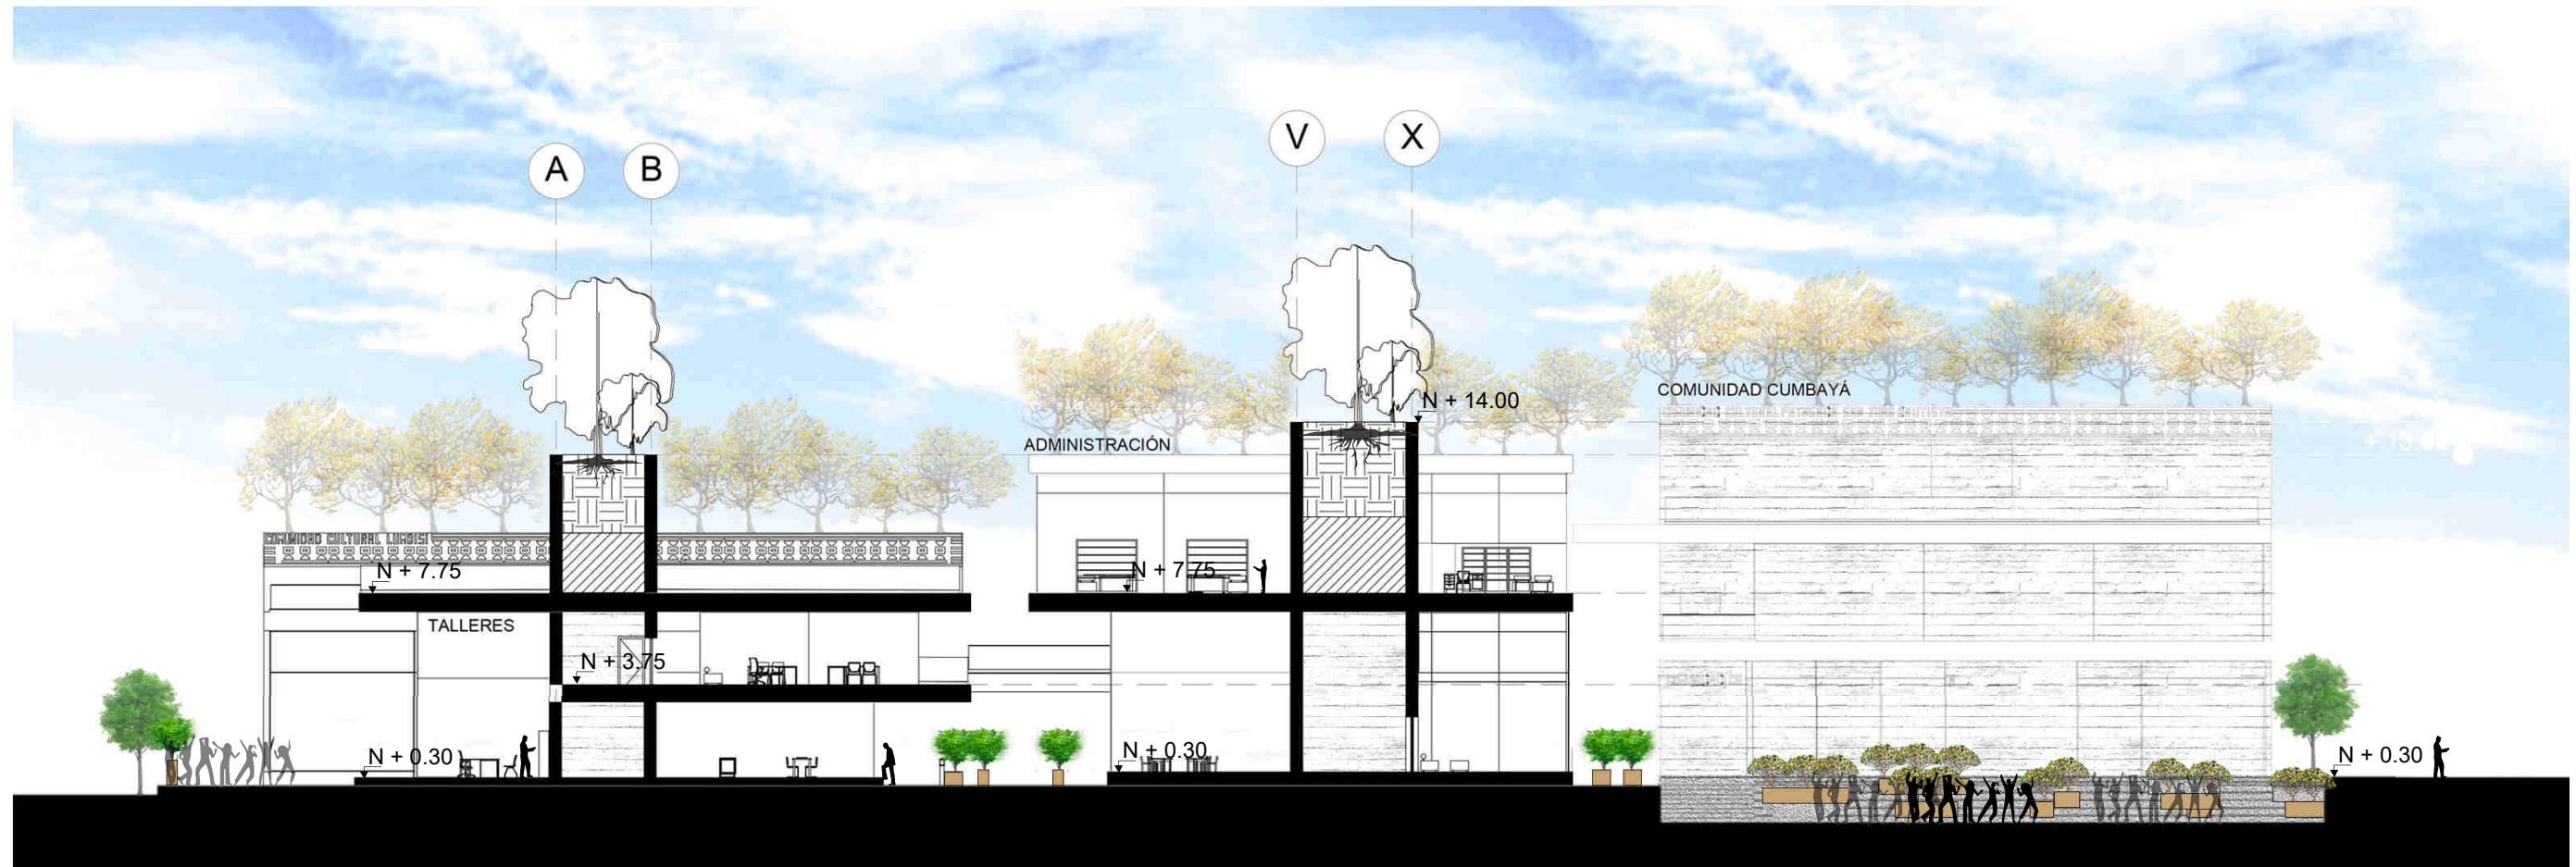 A
B
V
X
COMUNIDAD CUMBAYÁ
N + 14.00
ADMINISTRACIÓN
COMUNIDAD CULTURAL LUMBISI
N + 7.75
N + 7.75
TALLERES
N + 3.75
N + 0.30
N + 0.30
N + 0.30